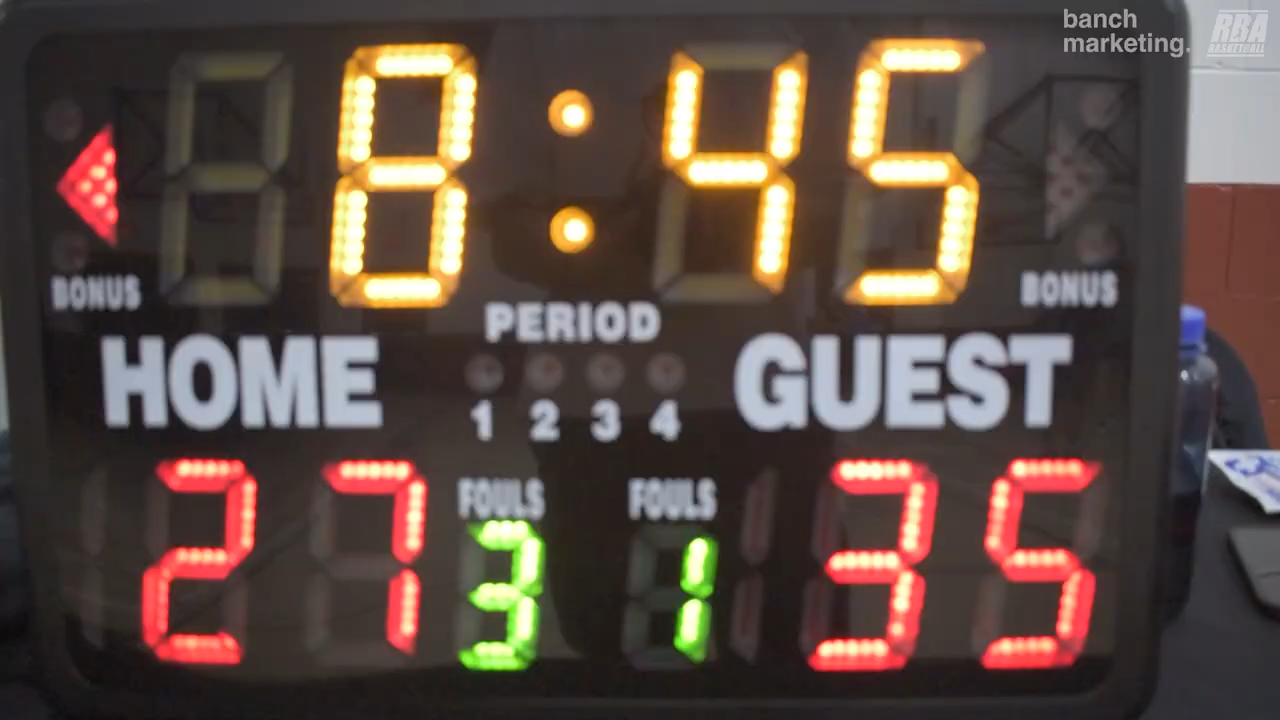 banch
marketing.
RBA
BASKETBALL
8:45
BONUS
BONUS
PERIOD
HOME
GUEST
1 2 3 4
FOULS
FOULS
27
3
1
35